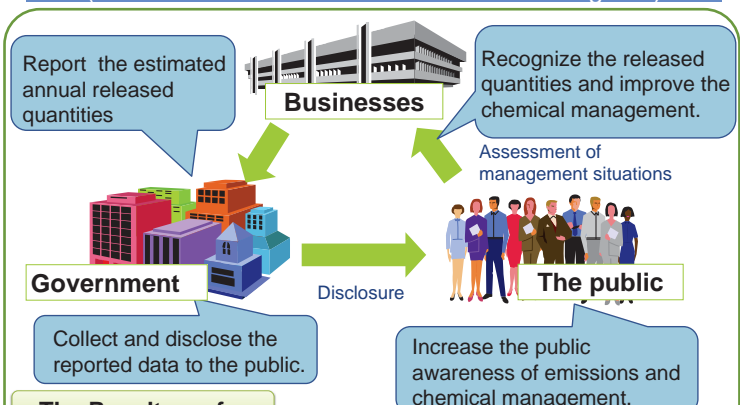 Report the estimated
annual released
quantities
Businesses
Recognize the released
quantities and improve the
chemical management.
Assessment of
management situations
Government
Disclosure
The public
Collect and disclose the
reported data to the public.
Increase the public
awareness of emissions and
chemical management.